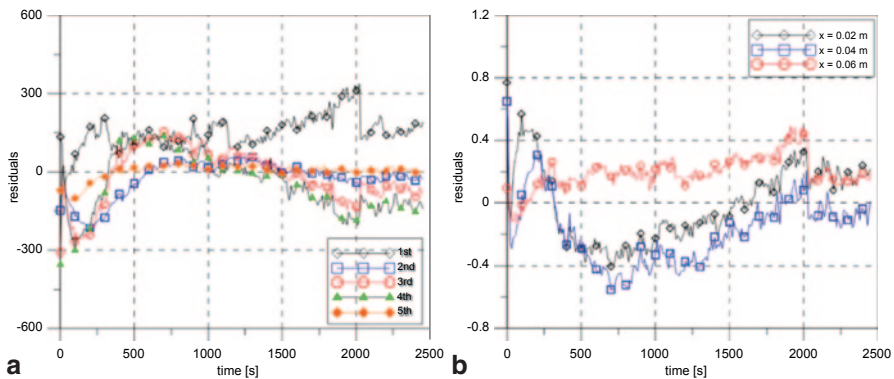 600
300
0
-300
-600
residuals
1st
2nd
3rd
4th
5th
0 500 1000 1500 2000 2500
time [s]
a
1.2
0.8
0.4
0
-0.4
-0.8
residuals
x = 0.02 m
x = 0.04 m
x = 0.06 m
0 500 1000 1500 2000 2500
time [s]
b